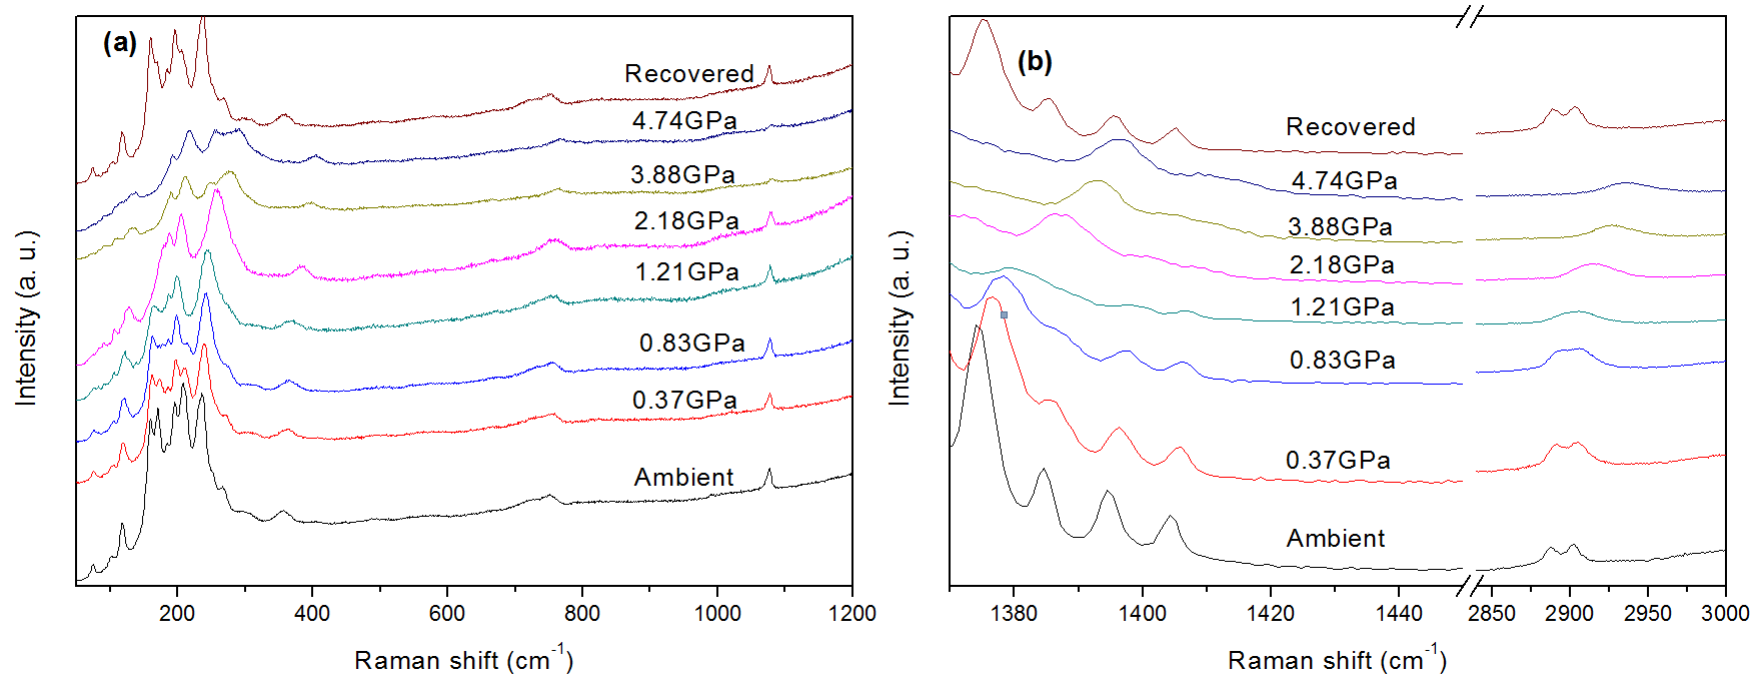 (a)
Recovered
4.74GPa
3.88GPa
2.18GPa
1.21GPa
0.83GPa
0.37GPa
Ambient
Intensity (a. u.)
200 400 600 800 1000 1200
Raman shift (cm-1)
(b)
Recovered
4.74GPa
3.88GPa
2.18GPa
1.21GPa
0.83GPa
0.37GPa
Ambient
Intensity (a. u.)
1380 1400 1420 1440 2850 2900 2950 3000
Raman shift (cm-1)